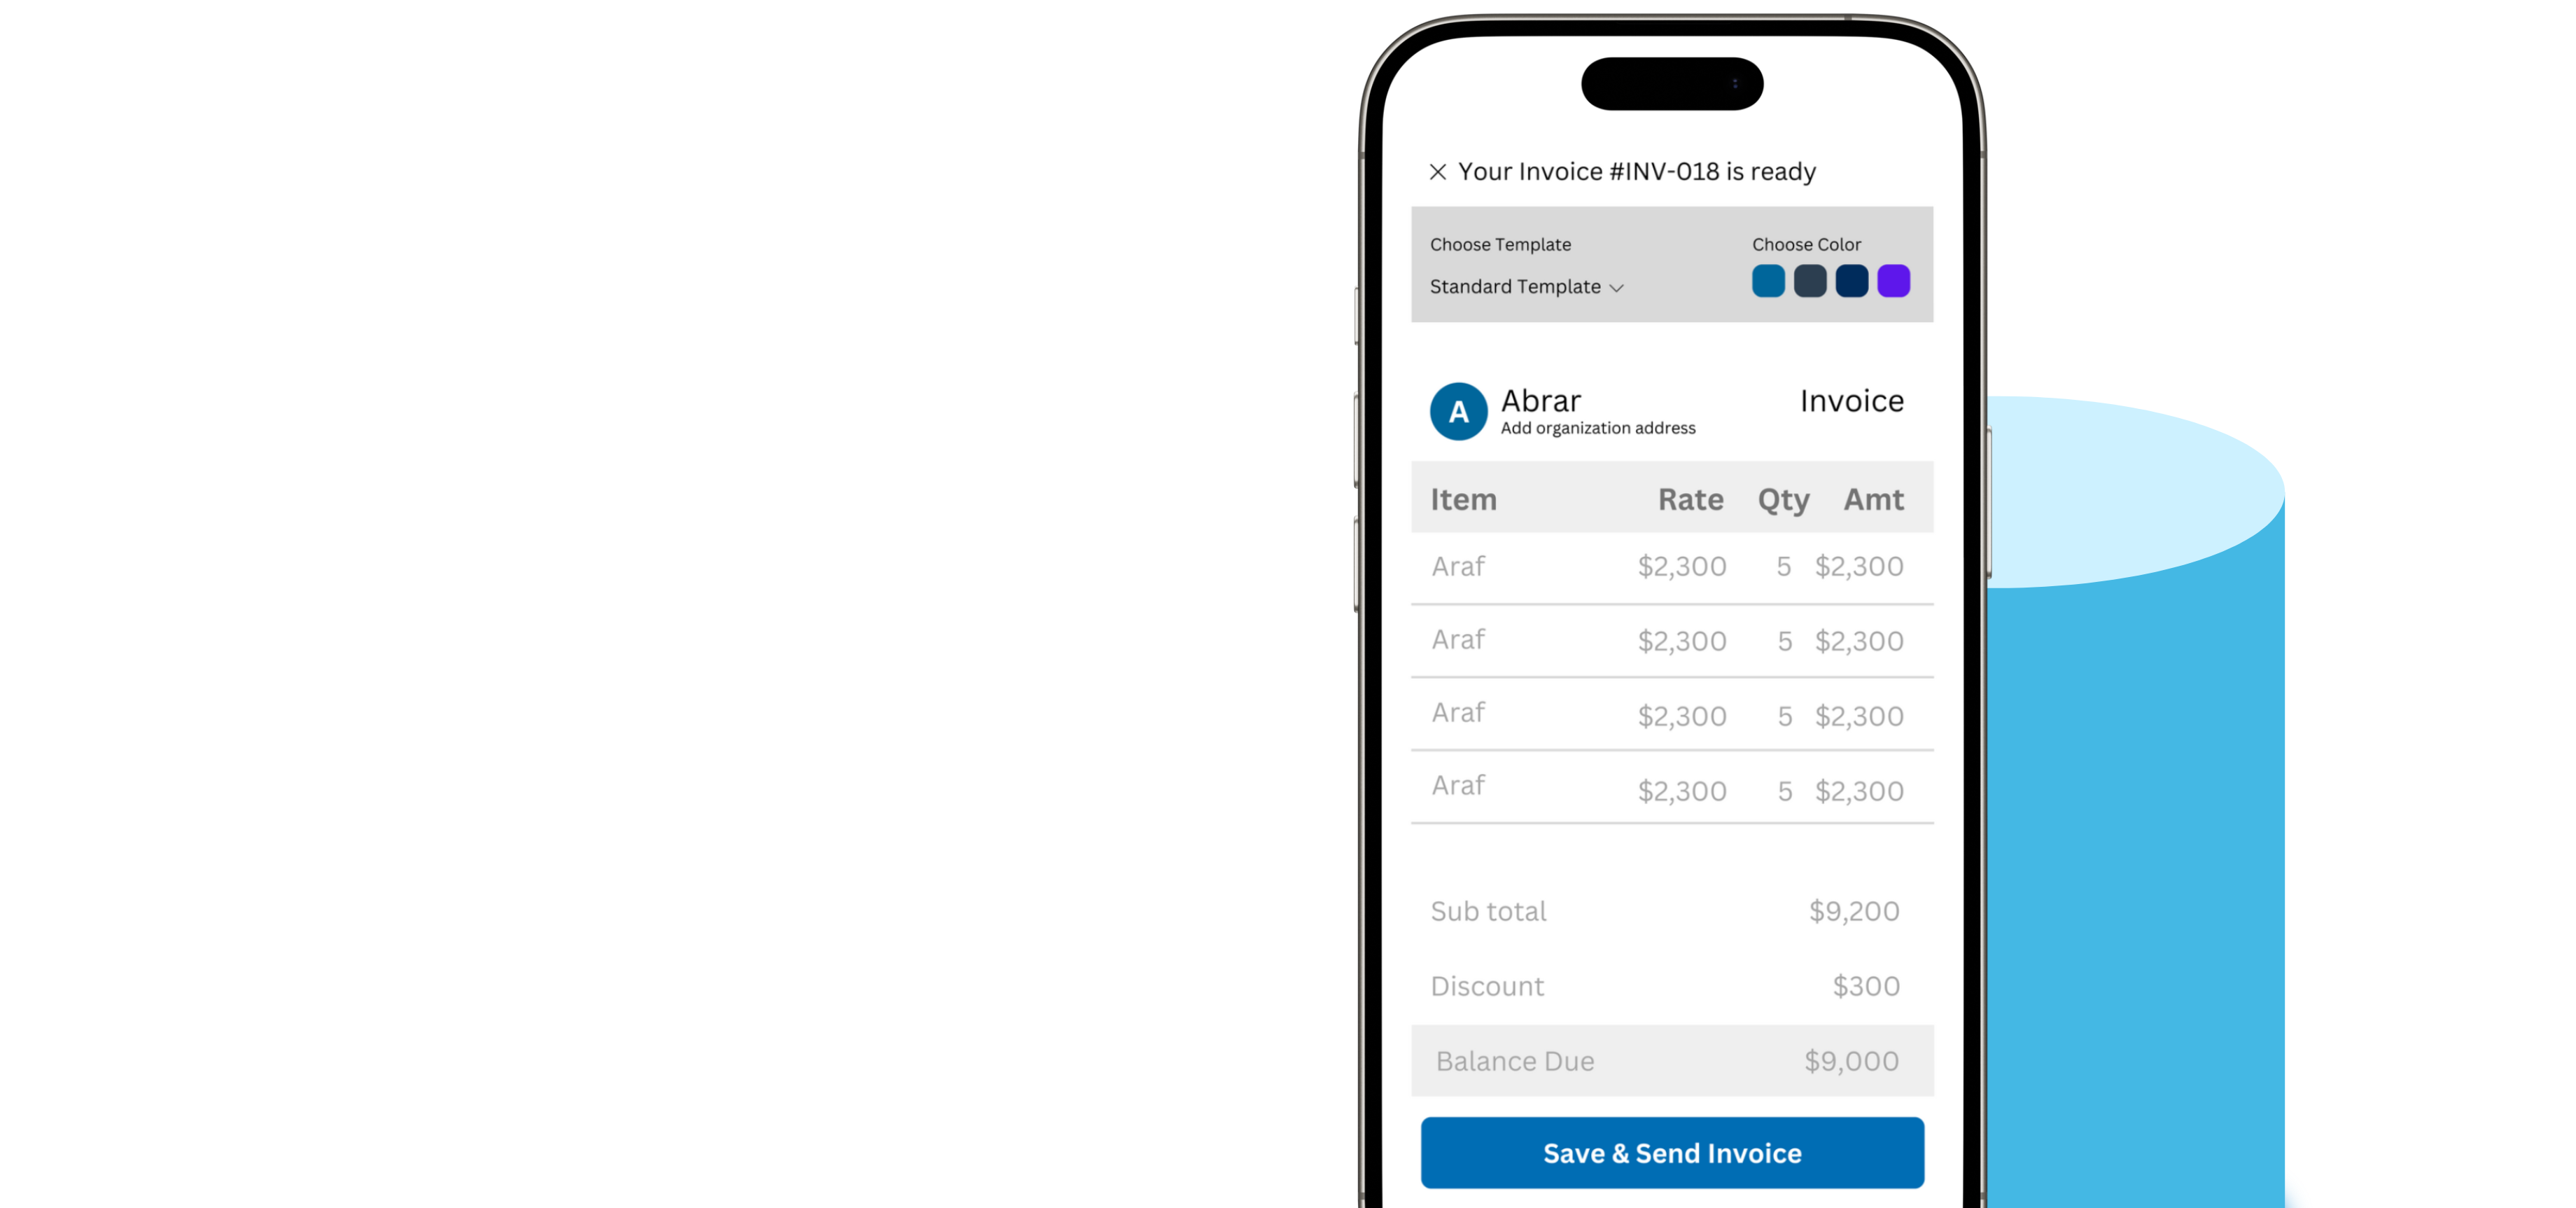 Your Invoice #INV-018 is ready
Choose Template
Choose Color
Standard Template
A
Abrar
Invoice
Add organization address
Item Rate Qty Amt
Araf $2,300 5 $2,300
Araf $2,300 5 $2,300
Araf $2,300 5 $2,300
Araf $2,300 5 $2,300
Sub total $9,200
Discount $300
Balance Due $9,000
Save & Send Invoice